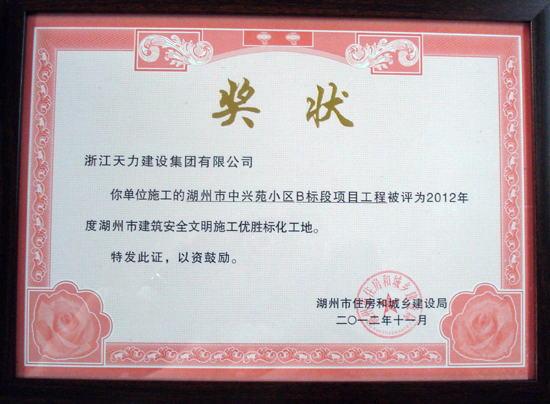 奖状
浙江天力建设集团有限公司
你单位施工的湖州市中兴苑小区B标段项目工程被评为2012年
度湖州市建筑安全文明施工优胜标化工地。
特发此证，以资鼓励。
湖州市住房和城乡建设局
二〇一二年十一月